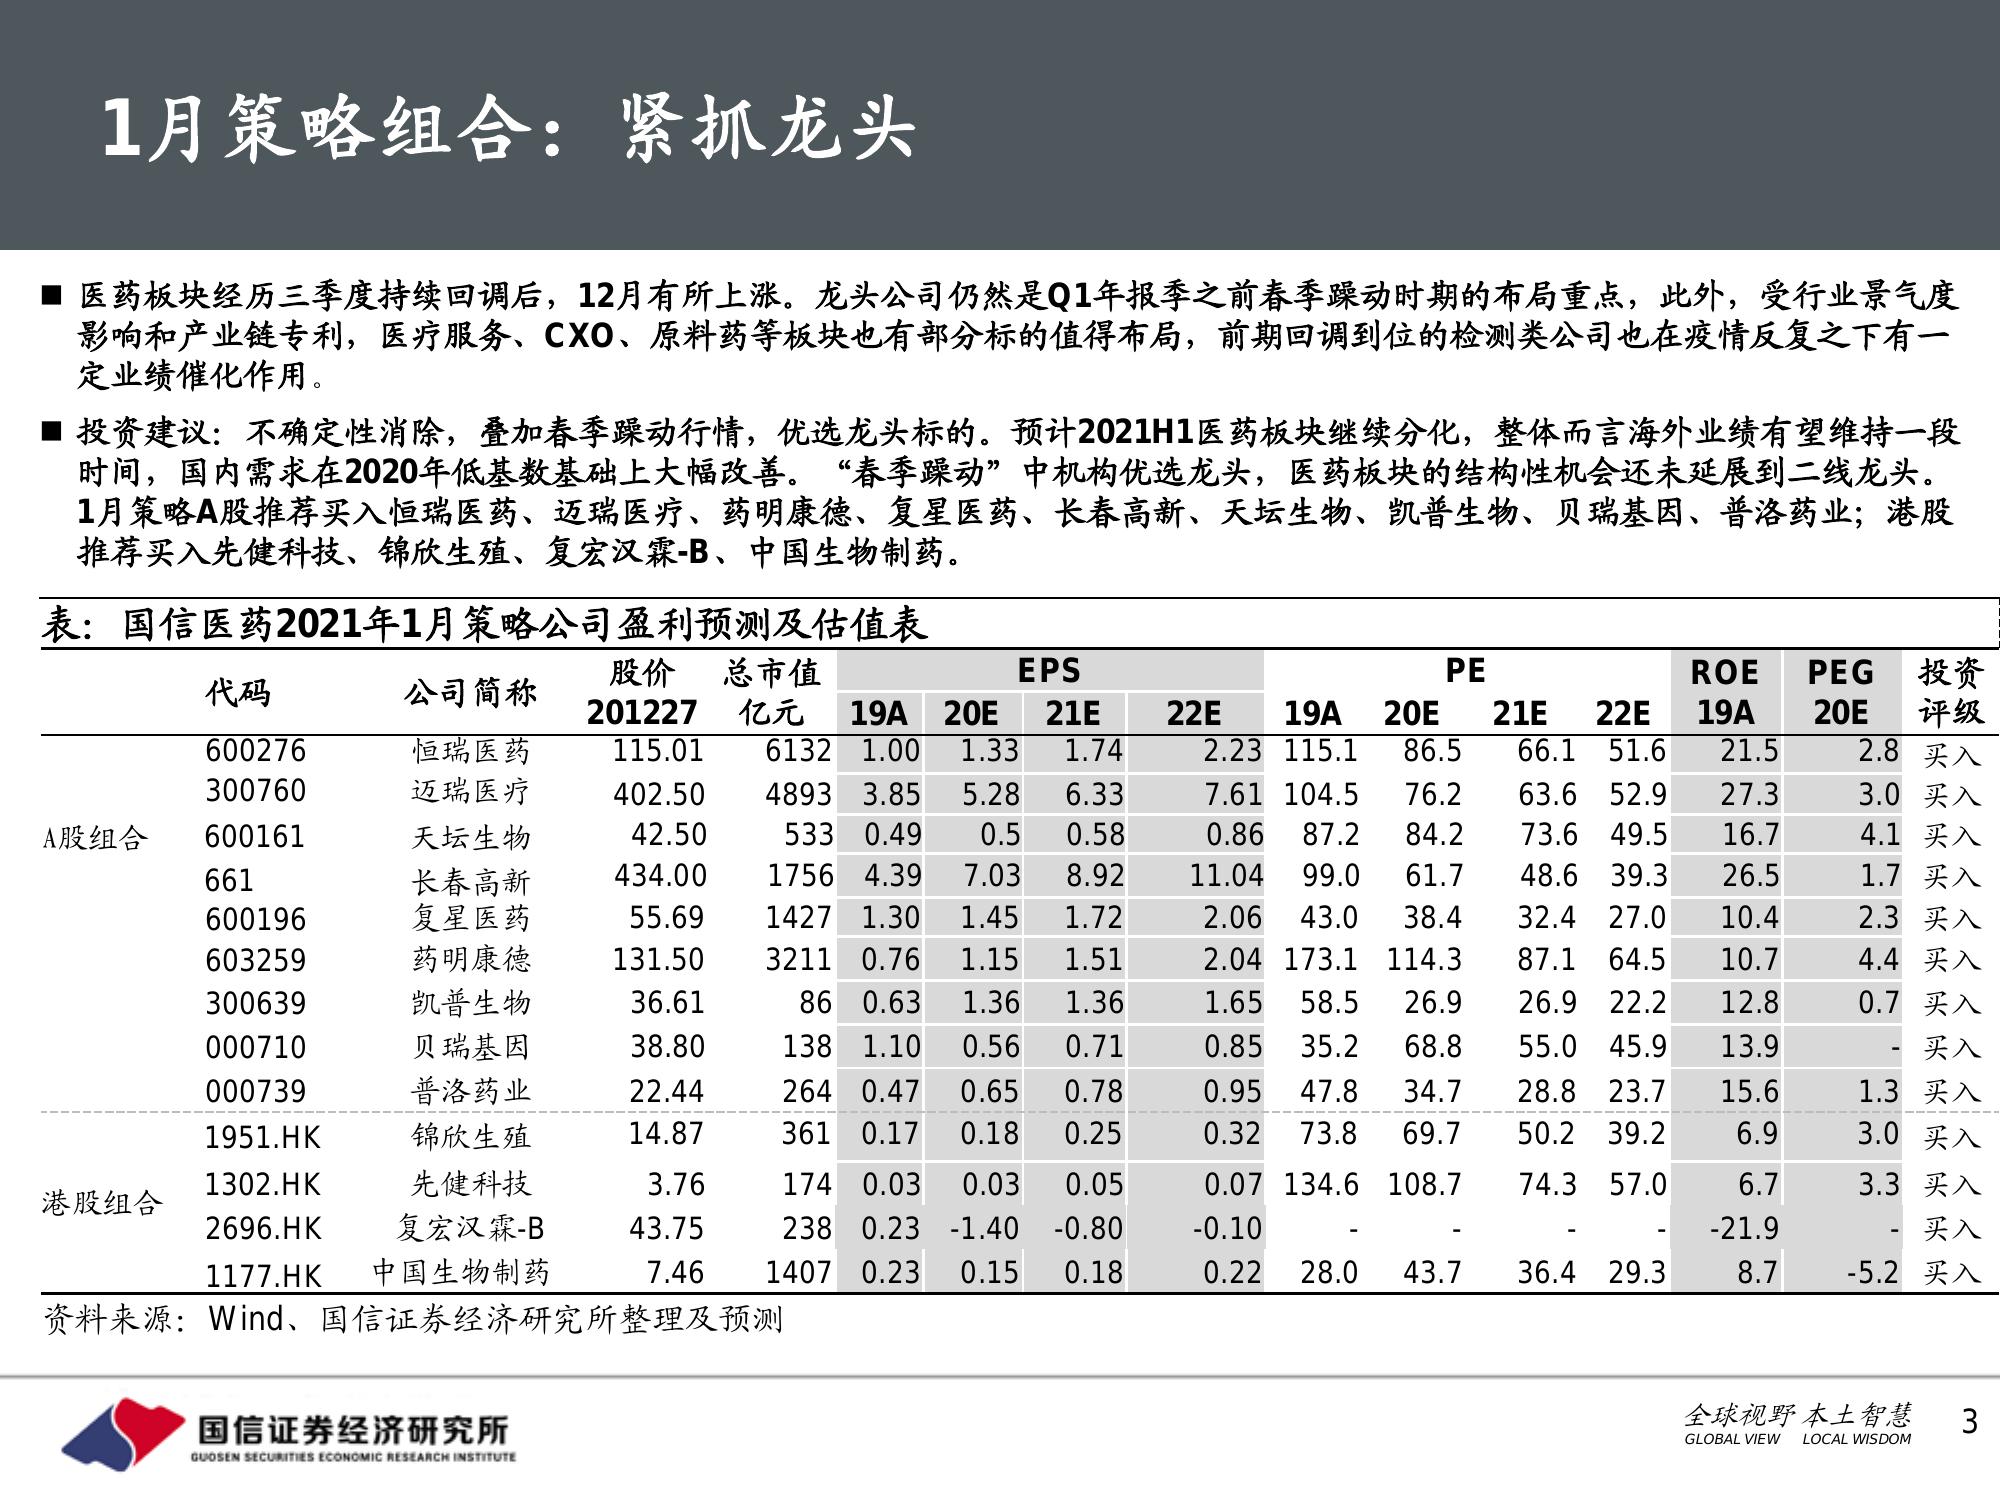 1月策略组合：紧抓龙头
■ 医药板块经历三季度持续回调后，12月有所上涨。龙头公司仍然是Q1年报季之前春季躁动时期的布局重点，此外，受行业景气度
影响和产业链专利，医疗服务、CXO、原料药等板块也有部分标的值得布局，前期回调到位的检测类公司也在疫情反复之下有一
定业绩催化作用。
■ 投资建议：不确定性消除，叠加春季躁动行情，优选龙头标的。预计2021H1医药板块继续分化，整体而言海外业绩有望维持一段
时间，国内需求在2020年低基数基础上大幅改善。“春季躁动”中机构优选龙头，医药板块的结构性机会还未延展到二线龙头。
1月策略A股推荐买入恒瑞医药、迈瑞医疗、药明康德、复星医药、长春高新、天坛生物、凯普生物、贝瑞基因、普洛药业；港股
推荐买入先健科技、锦欣生殖、复宏汉霖-B、中国生物制药。
表：国信医药2021年1月策略公司盈利预测及估值表
代码 公司简称 股价 总市值 EPS PE ROE PEG 投资
201227 亿元 19A 20E 21E 22E 19A 20E 21E 22E 19A 20E 评级
600276 恒瑞医药 115.01 6132 1.00 1.33 1.74 2.23 115.1 86.5 66.1 51.6 21.5 2.8 买入
300760 迈瑞医疗 402.50 4893 3.85 5.28 6.33 7.61 104.5 76.2 63.6 52.9 27.3 3.0 买入
A股组合 600161 天坛生物 42.50 533 0.49 0.5 0.58 0.86 87.2 84.2 73.6 49.5 16.7 4.1 买入
661 长春高新 434.00 1756 4.39 7.03 8.92 11.04 99.0 61.7 48.6 39.3 26.5 1.7 买入
600196 复星医药 55.69 1427 1.30 1.45 1.72 2.06 43.0 38.4 32.4 27.0 10.4 2.3 买入
603259 药明康德 131.50 3211 0.76 1.15 1.51 2.04 173.1 114.3 87.1 64.5 10.7 4.4 买入
300639 凯普生物 36.61 86 0.63 1.36 1.36 1.65 58.5 26.9 26.9 22.2 12.8 0.7 买入
000710 贝瑞基因 38.80 138 1.10 0.56 0.71 0.85 35.2 68.8 55.0 45.9 13.9 - 买入
000739 普洛药业 22.44 264 0.47 0.65 0.78 0.95 47.8 34.7 28.8 23.7 15.6 1.3 买入
1951.HK 锦欣生殖 14.87 361 0.17 0.18 0.25 0.32 73.8 69.7 50.2 39.2 6.9 3.0 买入
港股组合 1302.HK 先健科技 3.76 174 0.03 0.03 0.05 0.07 134.6 108.7 74.3 57.0 6.7 3.3 买入
2696.HK 复宏汉霖-B 43.75 238 0.23 -1.40 -0.80 -0.10 - - - - -21.9 - 买入
1177.HK 中国生物制药 7.46 1407 0.23 0.15 0.18 0.22 28.0 43.7 36.4 29.3 8.7 -5.2 买入
资料来源：Wind、国信证券经济研究所整理及预测
国信证券经济研究所
GUOSEN SECURITIES ECONOMIC RESEARCH INSTITUTE
全球视野 本土智慧
GLOBAL VIEW LOCAL WISDOM
3